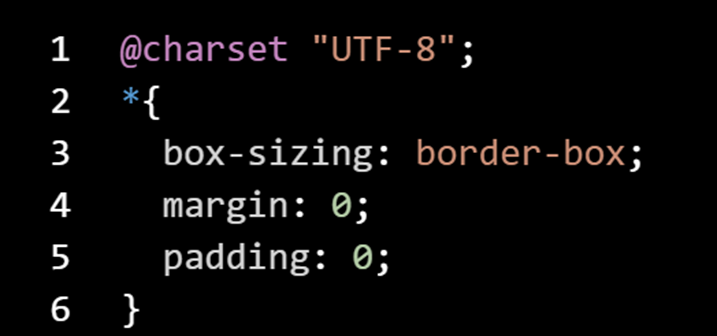 1 @charset "UTF-8";
2 *{
3 box-sizing: border-box;
4 margin: 0;
5 padding: 0;
6 }